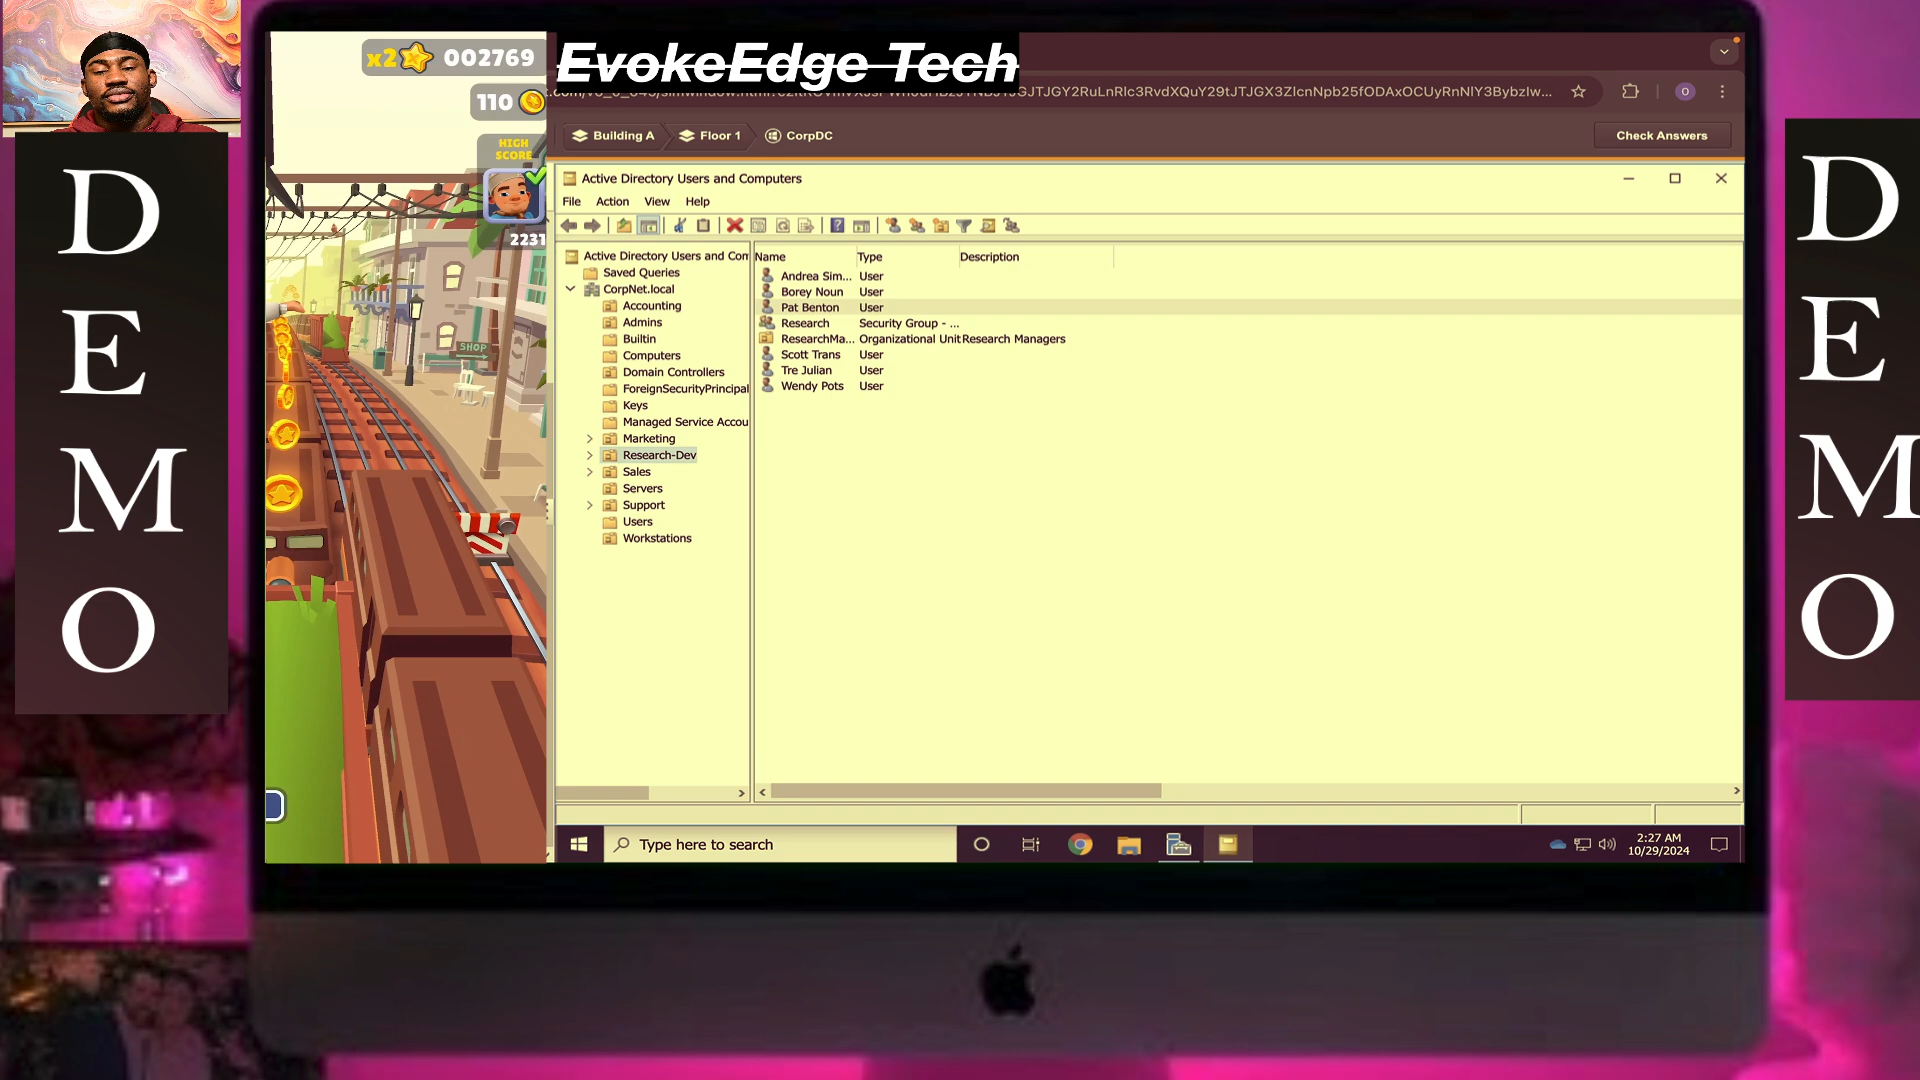 D
E
M
O
x2 002769
110
HIGH
SCORE
2231
SHOP
EvokeEdge Tech
Building A
Floor 1
CorpDC
Check Answers
Active Directory Users and Computers
File Action View Help
Active Directory Users and Com
Saved Queries
CorpNet.local
Accounting
Admins
Builtin
Computers
Domain Controllers
ForeignSecurityPrincipal
Keys
Managed Service Accou
Marketing
Research-Dev
Sales
Servers
Support
Users
Workstations
Name Type Description
Andrea Sim... User
Borey Noun User
Pat Benton User
Research Security Group - ...
ResearchMa... Organizational Unit Research Managers
Scott Trans User
Tre Julian User
Wendy Pots User
Type here to search
2:27 AM
10/29/2024
D
E
M
O